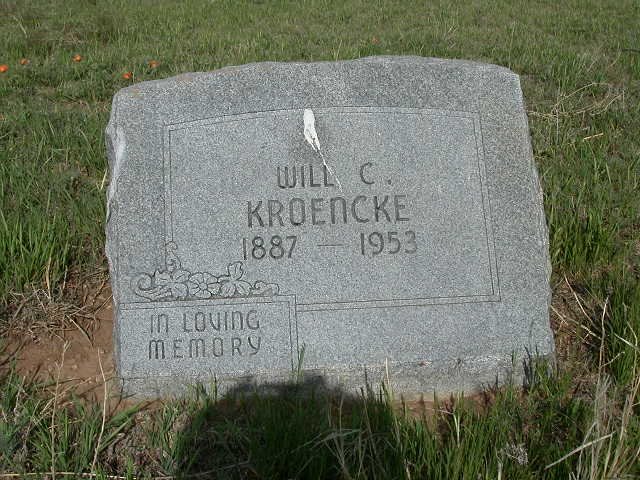 WILL C.
KROENCKE
1887 — 1953
IN LOVING
MEMORY